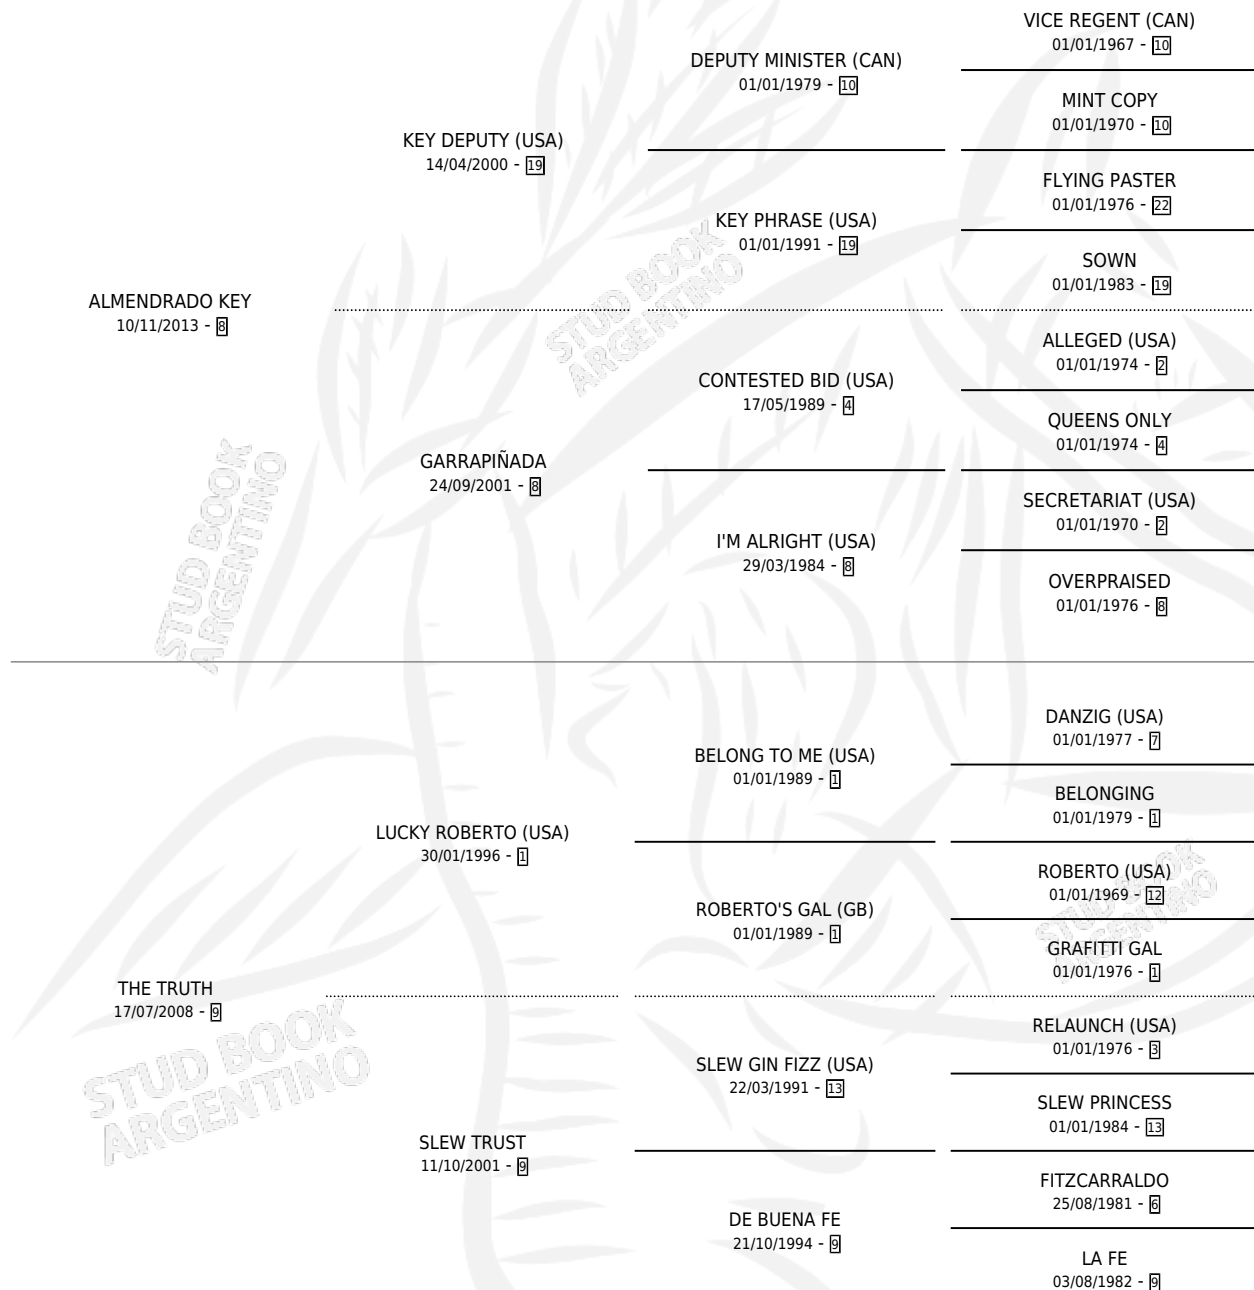 VICE REGENT (CAN)
01/01/1967 - 10
DEPUTY MINISTER (CAN)
01/01/1979 - 10
MINT COPY
01/01/1970 - 10
KEY DEPUTY (USA)
14/04/2000 - 19
FLYING PASTER
01/01/1976 - 22
KEY PHRASE (USA)
01/01/1991 - 19
SOWN
01/01/1983 - 19
ALMENDRADO KEY
10/11/2013 - 8
ALLEGED (USA)
01/01/1974 - 2
CONTESTED BID (USA)
17/05/1989 - 4
QUEENS ONLY
01/01/1974 - 4
GARRAPIÑADA
24/09/2001 - 8
SECRETARIAT (USA)
01/01/1970 - 2
I'M ALRIGHT (USA)
29/03/1984 - 8
OVERPRAISED
01/01/1976 - 8
DANZIG (USA)
01/01/1977 - 7
BELONG TO ME (USA)
01/01/1989 - 1
BELONGING
01/01/1979 - 1
LUCKY ROBERTO (USA)
30/01/1996 - 1
ROBERTO (USA)
01/01/1969 - 12
ROBERTO'S GAL (GB)
01/01/1989 - 1
GRAFITTI GAL
01/01/1976 - 1
THE TRUTH
17/07/2008 - 9
RELAUNCH (USA)
01/01/1976 - 3
SLEW GIN FIZZ (USA)
22/03/1991 - 13
SLEW PRINCESS
01/01/1984 - 13
SLEW TRUST
11/10/2001 - 9
FITZCARRALDO
25/08/1981 - 6
DE BUENA FE
21/10/1994 - 9
LA FE
03/08/1982 - 9
STUD BOOK
ARGENTINO
STUD BOOK
ARGENTINO
STUD BOOK
ARGENTINO
STUD BOOK
ARGENTINO